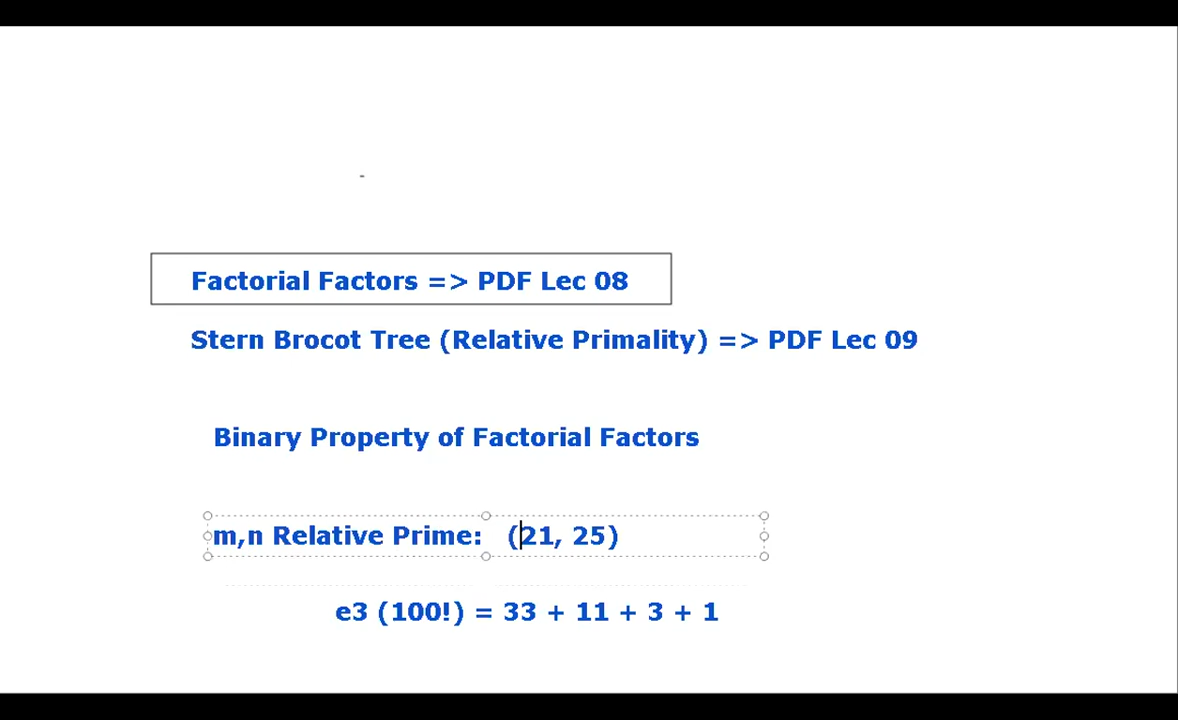 Factorial Factors => PDF Lec 08
Stern Brocot Tree (Relative Primality) => PDF Lec 09
Binary Property of Factorial Factors
m,n Relative Prime: (21, 25)
e3 (100!) = 33 + 11 + 3 + 1